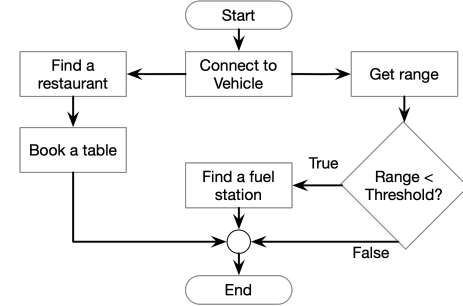 Start
Find a
restaurant
Connect to
Vehicle
Get range
Book a table
True
Find a fuel
station
Range <
Threshold?
False
End